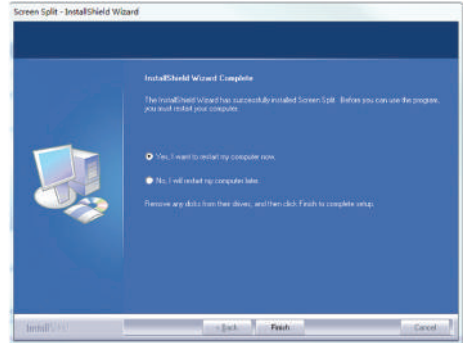 Screen Split - InstallShield Wizard
InstallShield Wizard Complete
The InstallShield Wizard has successfully installed Screen Split. Before you can use the program,
you must restart your computer.
Yes, I want to restart my computer now.
No, I will restart my computer later.
Remove any disks from their drives, and then click Finish to complete setup.
InstallShield
< Back
Finish
Cancel